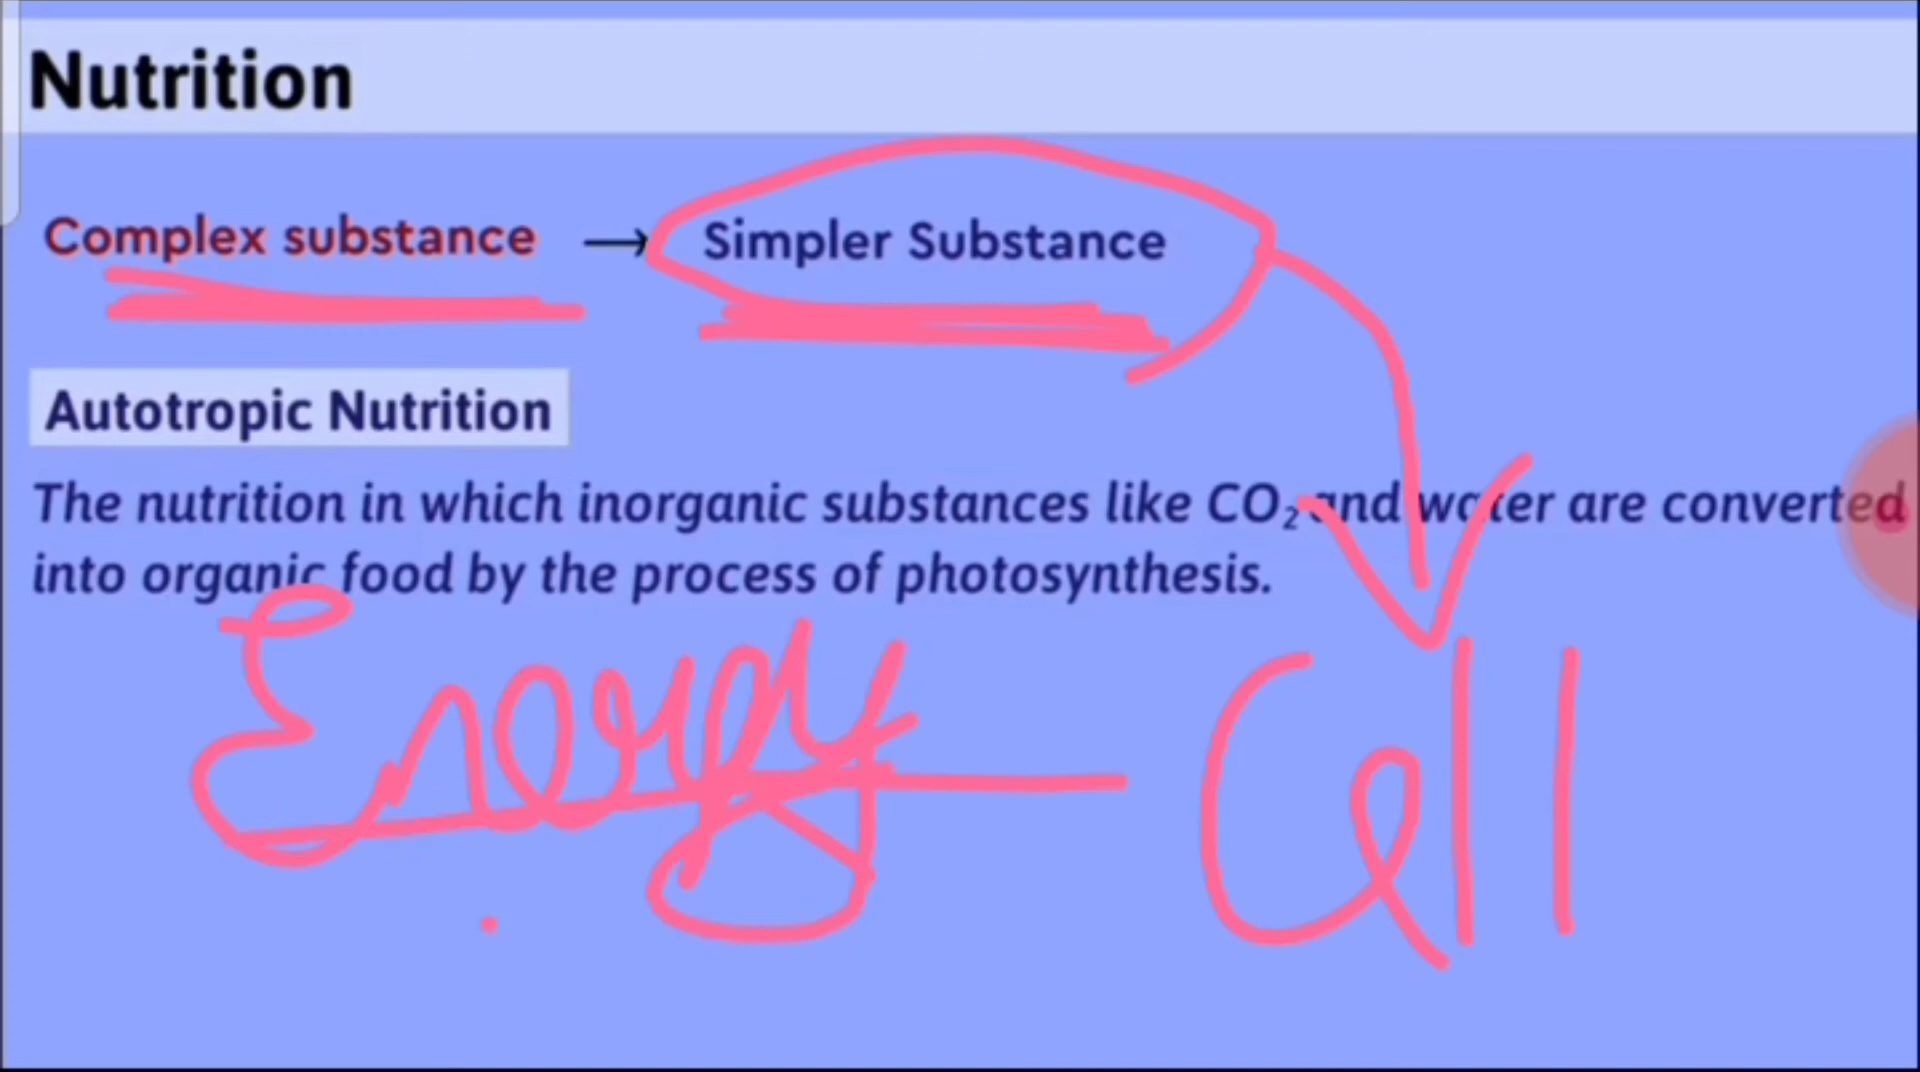 Nutrition
Complex substance → Simpler Substance
Autotropic Nutrition
The nutrition in which inorganic substances like CO₂ and water are converted
into organic food by the process of photosynthesis.
Energy Cell